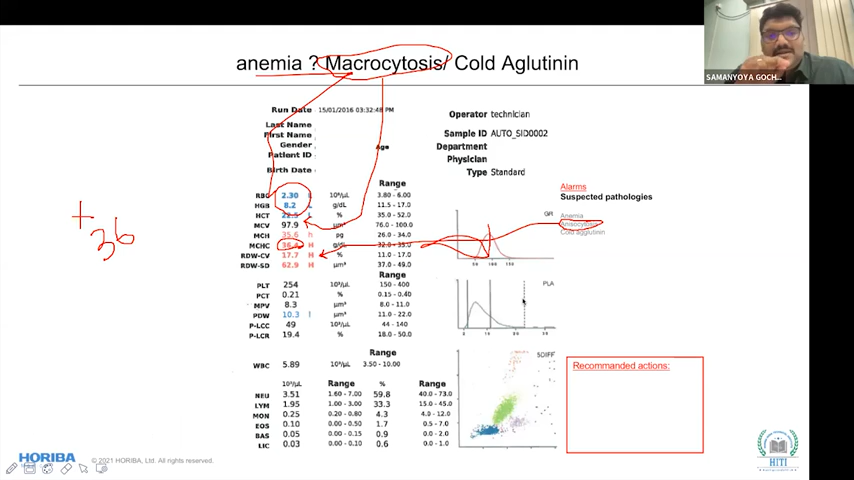 SAMANYOYA GOCH...
anemia ? Macrocytosis/ Cold Aglutinin
Run Date 15/01/2016 03:32:48 PM
Last Name
First Name
Gender
Age
Patient ID :
Birth Date :
Operator technician
Sample ID AUTO_SID0002
Department
Physician
Type Standard
Range
RBC 2.30 L 10⁶/µL 3.80 - 6.00
HGB 8.2 L g/dL 11.5 - 17.0
HCT 22.5 L % 35.0 - 52.0
MCV 97.9 µm³ 76.0 - 100.0
MCH 35.6 h pg 26.0 - 34.0
MCHC 36.4 H g/dL 32.0 - 35.0
RDW-CV 17.7 H % 11.0 - 17.0
RDW-SD 62.9 H µm³ 37.0 - 49.0
Range
PLT 254 10³/µL 150 - 400
PCT 0.21 % 0.15 - 0.40
MPV 8.3 µm³ 8.0 - 11.0
PDW 10.3 l µm³ 11.0 - 22.0
P-LCC 49 10³/µL 44 - 140
P-LCR 19.4 % 18.0 - 50.0
Range
WBC 5.89 10³/µL 3.50 - 10.00
10³/µL Range % Range
NEU 3.51 1.60 - 7.00 59.8 40.0 - 73.0
LYM 1.95 1.00 - 3.00 33.3 15.0 - 45.0
MON 0.25 0.20 - 0.80 4.3 4.0 - 12.0
EOS 0.10 0.00 - 0.50 1.7 0.5 - 7.0
BAS 0.05 0.00 - 0.15 0.9 0.0 - 2.0
LIC 0.03 0.00 - 0.10 0.6 0.0 - 1.0
+
36
Alarms
Suspected pathologies
Anemia
Anisocytosis
Cold agglutinin
GR
50 100 150
PLA
10 20 30
5DIFF
Recommanded actions:
HORIBA © 2021 HORIBA - All rights reserved.
HITI